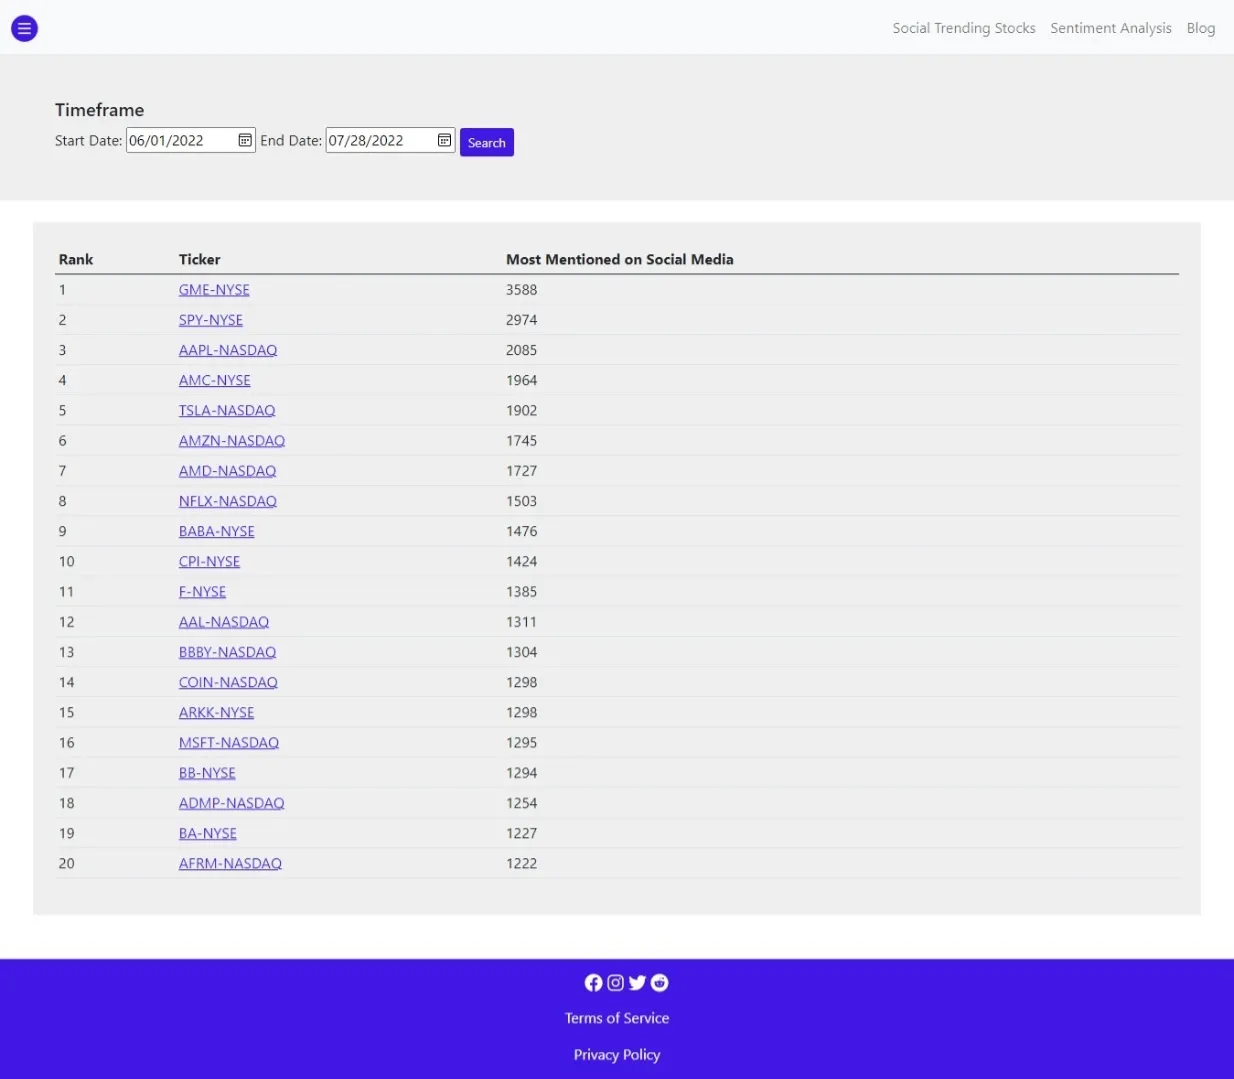 Social Trending Stocks Sentiment Analysis Blog
Timeframe
Start Date: 06/01/2022 End Date: 07/28/2022 Search
Rank Ticker Most Mentioned on Social Media
1 GME-NYSE 3588
2 SPY-NYSE 2974
3 AAPL-NASDAQ 2085
4 AMC-NYSE 1964
5 TSLA-NASDAQ 1902
6 AMZN-NASDAQ 1745
7 AMD-NASDAQ 1727
8 NFLX-NASDAQ 1503
9 BABA-NYSE 1476
10 CPI-NYSE 1424
11 F-NYSE 1385
12 AAL-NASDAQ 1311
13 BBBY-NASDAQ 1304
14 COIN-NASDAQ 1298
15 ARKK-NYSE 1298
16 MSFT-NASDAQ 1295
17 BB-NYSE 1294
18 ADMP-NASDAQ 1254
19 BA-NYSE 1227
20 AFRM-NASDAQ 1222
Terms of Service
Privacy Policy